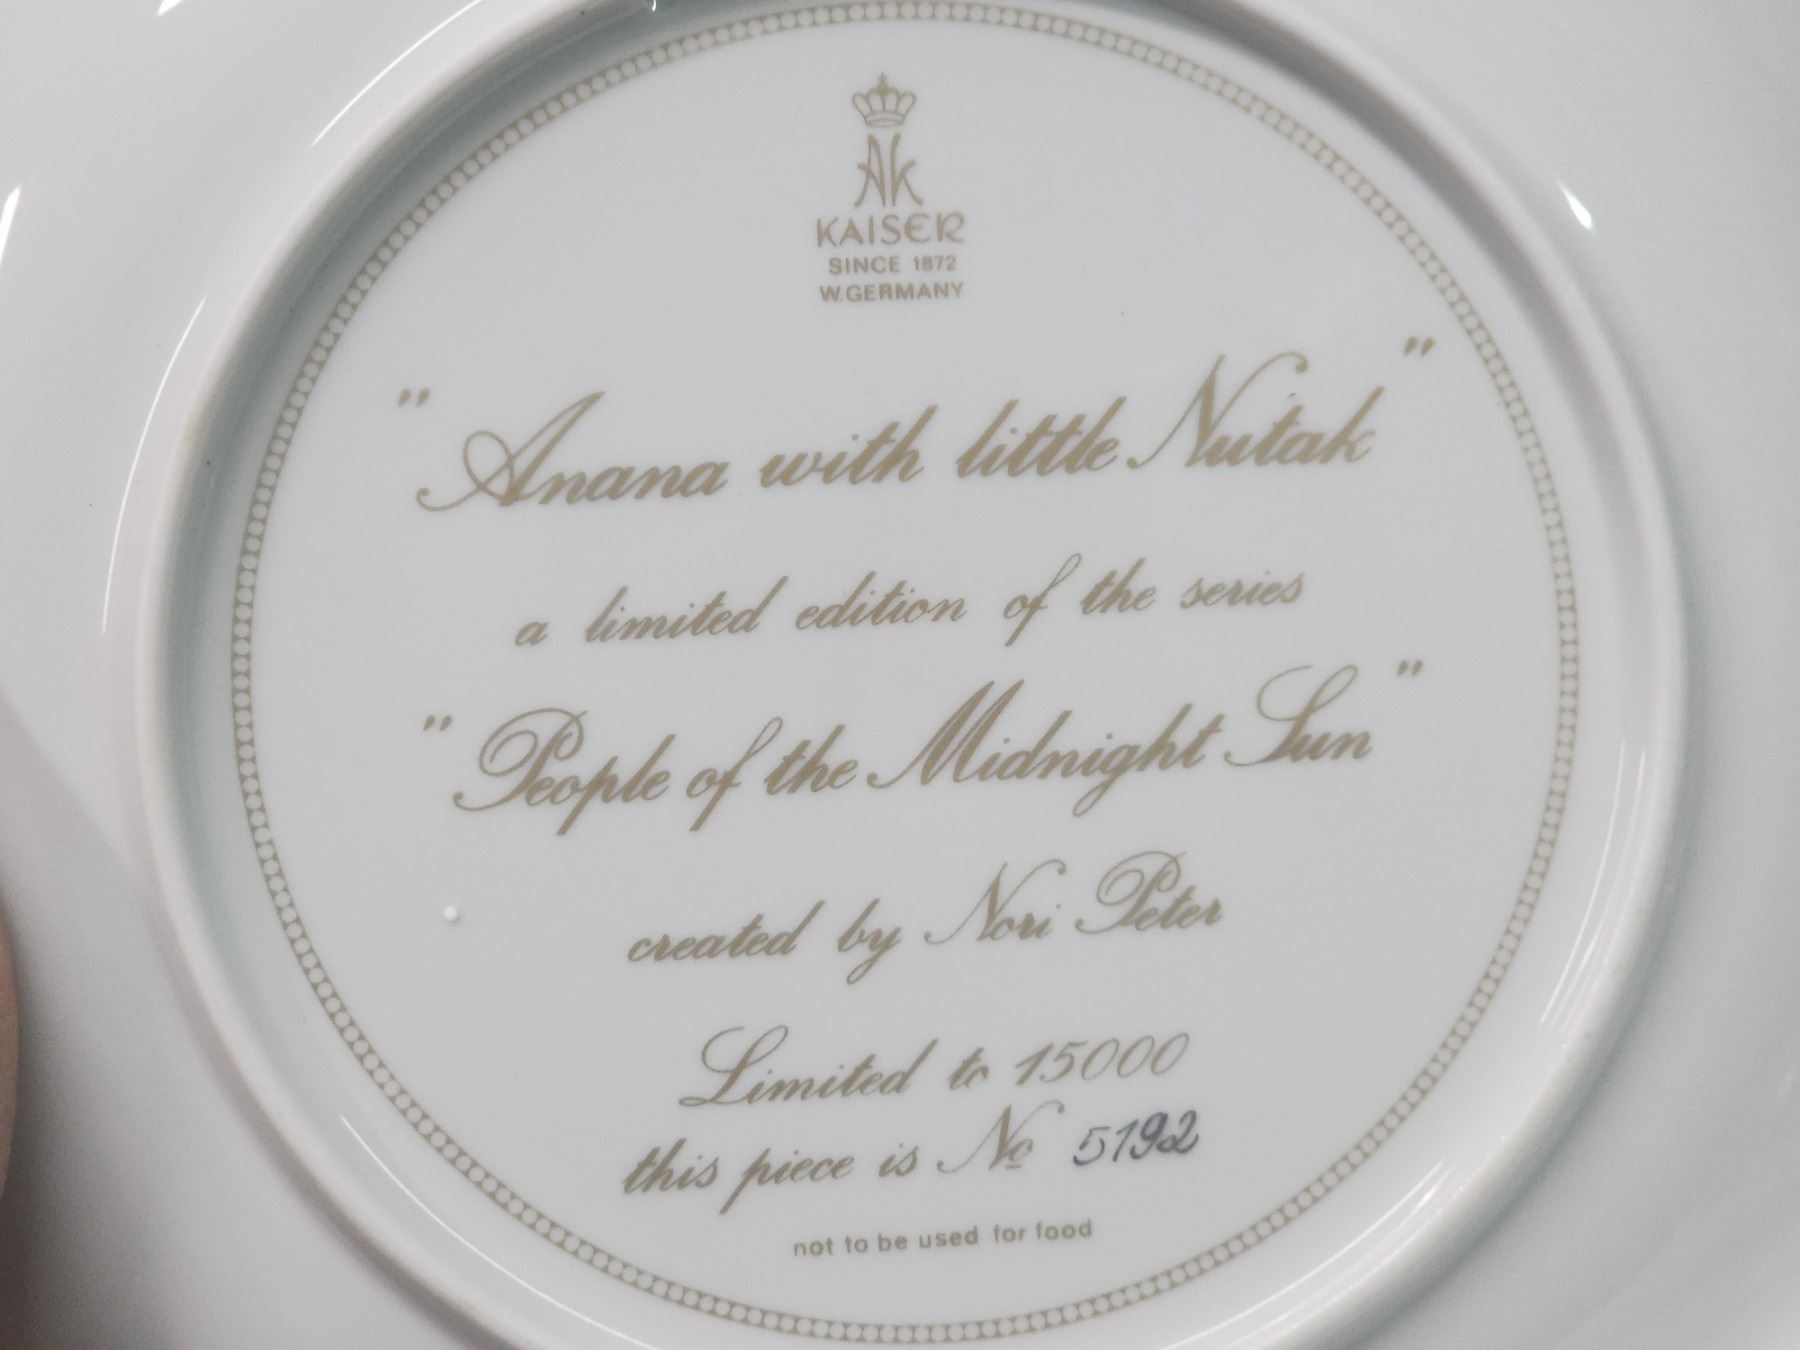 AK
KAISER
SINCE 1872
W.GERMANY
"Anana with little Nutak"
a limited edition of the series
"People of the Midnight Sun"
created by Nori Peter
Limited to 15000
this piece is No 5192
not to be used for food